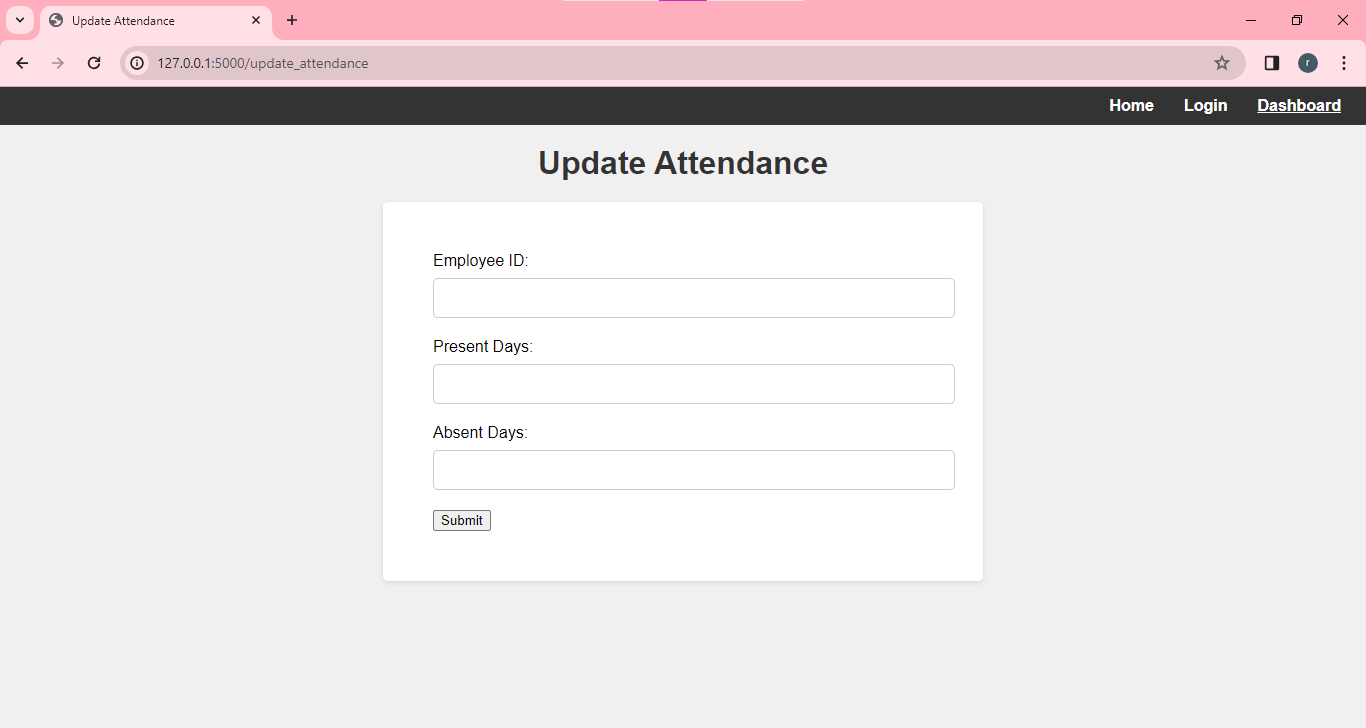 Update Attendance
127.0.0.1:5000/update_attendance
r
Home Login Dashboard
Update Attendance
Employee ID:
Present Days:
Absent Days:
Submit